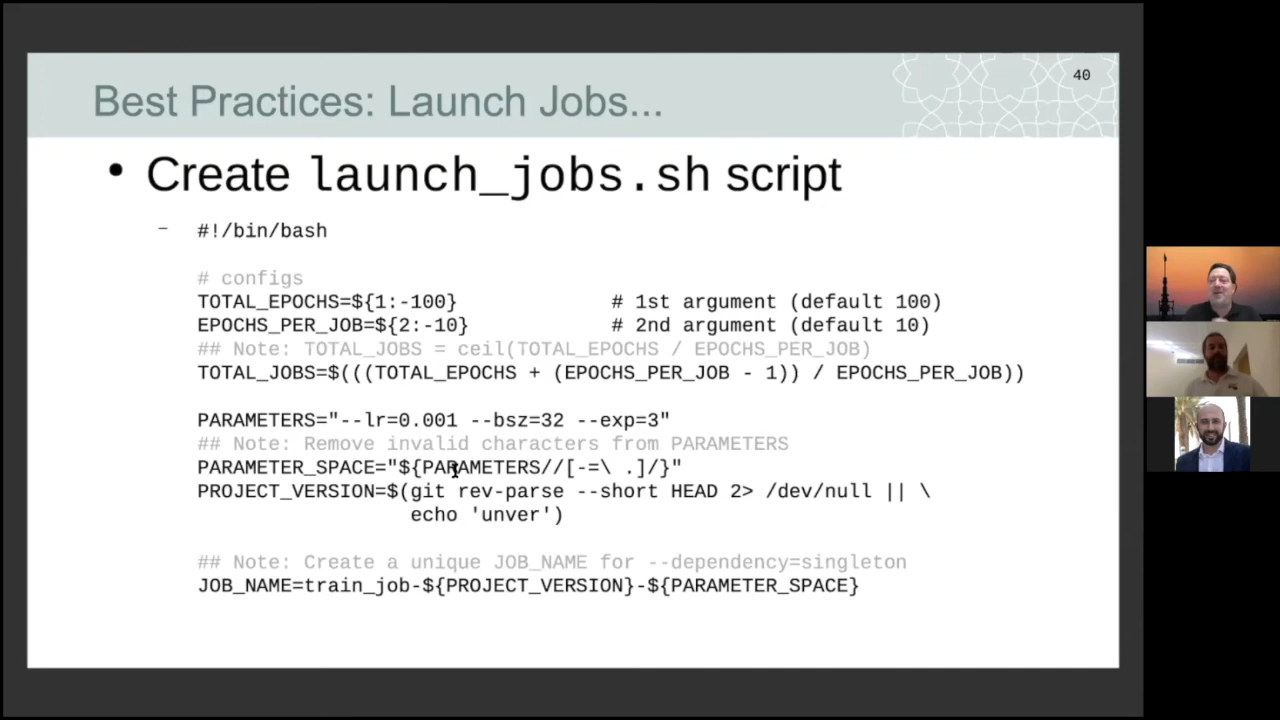 40
Best Practices: Launch Jobs...
• Create launch_jobs.sh script
– #!/bin/bash
# configs
TOTAL_EPOCHS=${1:-100} # 1st argument (default 100)
EPOCHS_PER_JOB=${2:-10} # 2nd argument (default 10)
## Note: TOTAL_JOBS = ceil(TOTAL_EPOCHS / EPOCHS_PER_JOB)
TOTAL_JOBS=$(((TOTAL_EPOCHS + (EPOCHS_PER_JOB - 1)) / EPOCHS_PER_JOB))
PARAMETERS="--lr=0.001 --bsz=32 --exp=3"
## Note: Remove invalid characters from PARAMETERS
PARAMETER_SPACE="${PARAMETERS//[-=\ .]/}"
PROJECT_VERSION=$(git rev-parse --short HEAD 2> /dev/null || \
echo 'unver')
## Note: Create a unique JOB_NAME for --dependency=singleton
JOB_NAME=train_job-${PROJECT_VERSION}-${PARAMETER_SPACE}